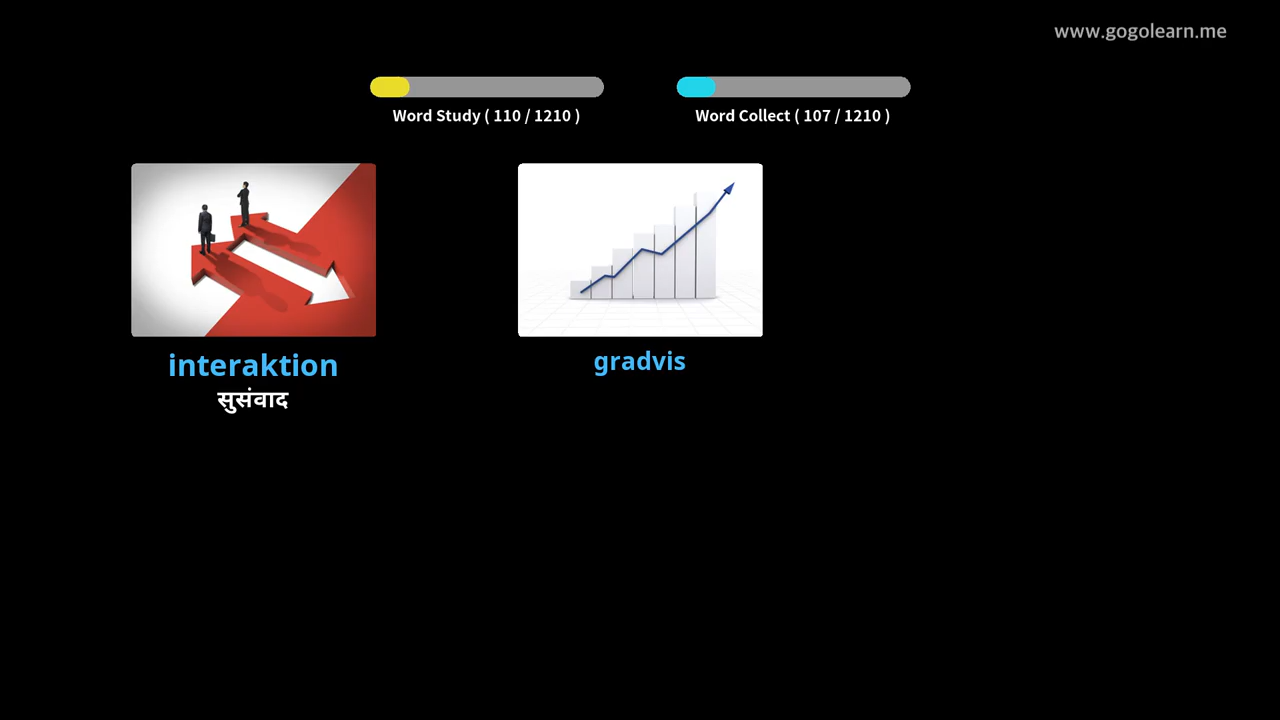 www.gogolearn.me
Word Study ( 110 / 1210 )
Word Collect ( 107 / 1210 )
interaktion
सुसंवाद
gradvis